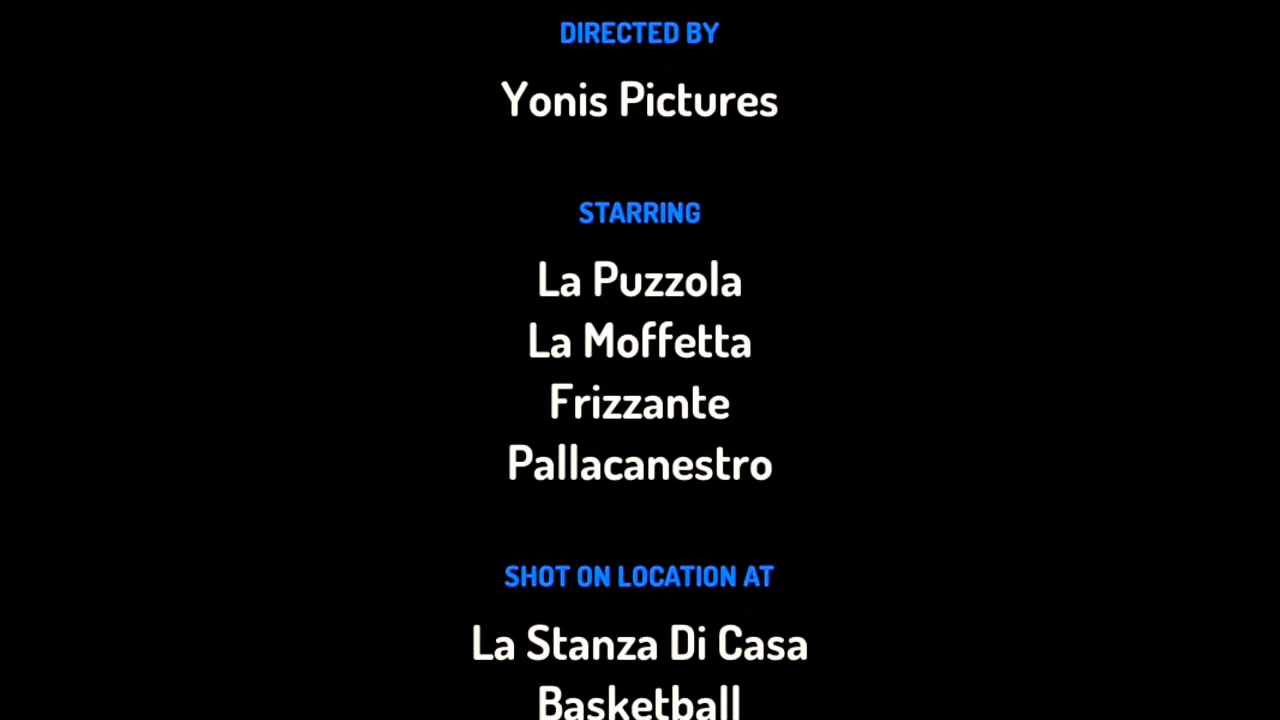 DIRECTED BY
Yonis Pictures
STARRING
La Puzzola
La Moffetta
Frizzante
Pallacanestro
SHOT ON LOCATION AT
La Stanza Di Casa
Basketball